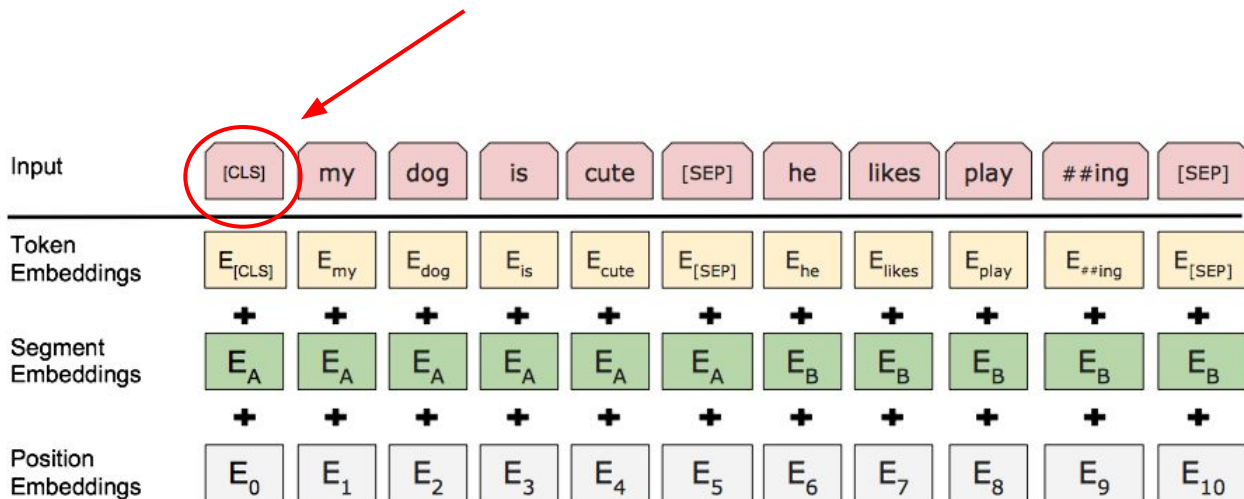 Input [CLS] my dog is cute [SEP] he likes play ##ing [SEP]
Token Embeddings E[CLS] Emy Edog Eis Ecute E[SEP] Ehe Elikes Eplay E##ing E[SEP]
+ + + + + + + + + + +
Segment Embeddings EA EA EA EA EA EA EB EB EB EB EB
+ + + + + + + + + + +
Position Embeddings E0 E1 E2 E3 E4 E5 E6 E7 E8 E9 E10